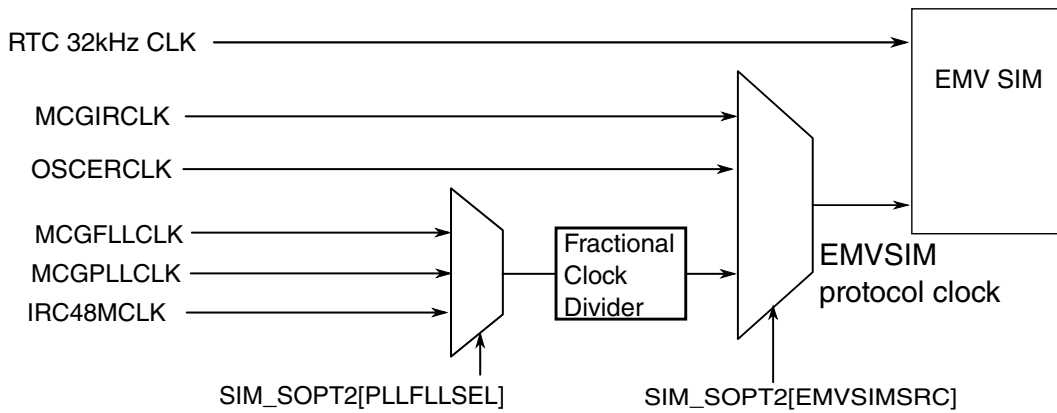 RTC 32kHz CLK
EMV SIM
MCGIRCLK
OSCERCLK
MCGFLLCLK
MCGPLLCLK
IRC48MCLK
Fractional
Clock
Divider
EMVSIM
protocol clock
SIM_SOPT2[PLLFLLSEL]
SIM_SOPT2[EMVSIMSRC]